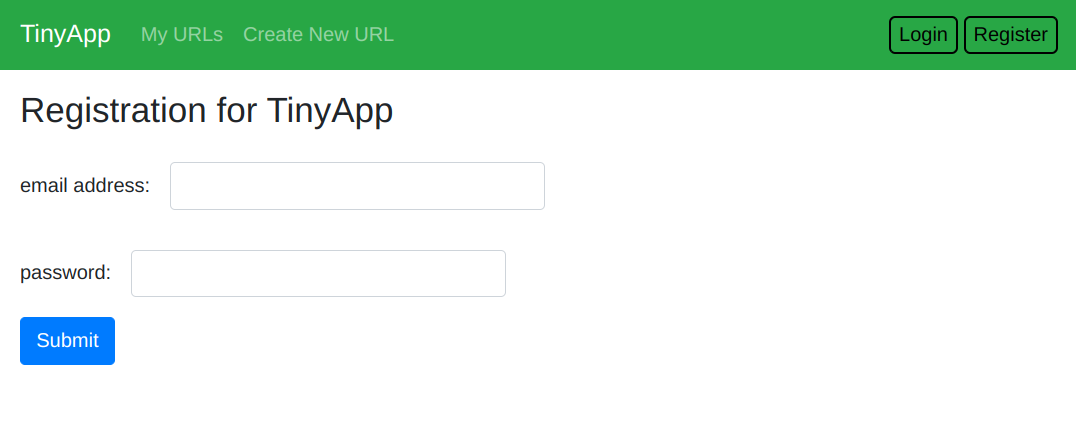 TinyApp My URLs Create New URL Login Register
Registration for TinyApp
email address:
password:
Submit